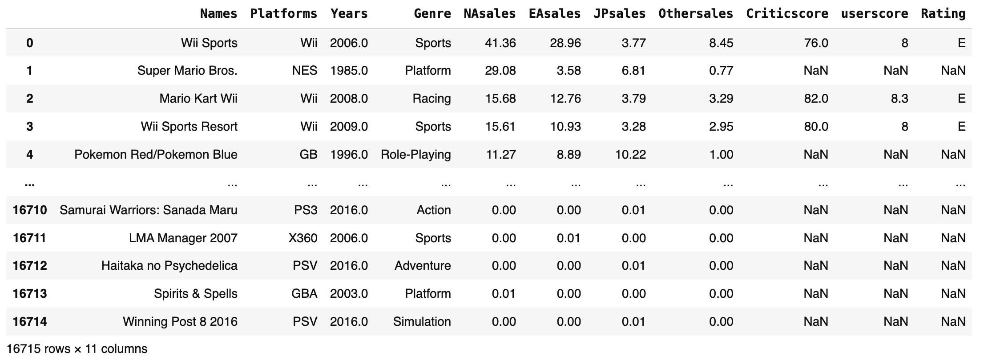 Names Platforms Years Genre NAsales EAsales JPsales Othersales Criticscore userscore Rating
0 Wii Sports Wii 2006.0 Sports 41.36 28.96 3.77 8.45 76.0 8 E
1 Super Mario Bros. NES 1985.0 Platform 29.08 3.58 6.81 0.77 NaN NaN NaN
2 Mario Kart Wii Wii 2008.0 Racing 15.68 12.76 3.79 3.29 82.0 8.3 E
3 Wii Sports Resort Wii 2009.0 Sports 15.61 10.93 3.28 2.95 80.0 8 E
4 Pokemon Red/Pokemon Blue GB 1996.0 Role-Playing 11.27 8.89 10.22 1.00 NaN NaN NaN
... ... ... ... ... ... ... ... ... ... ... ...
16710 Samurai Warriors: Sanada Maru PS3 2016.0 Action 0.00 0.00 0.01 0.00 NaN NaN NaN
16711 LMA Manager 2007 X360 2006.0 Sports 0.00 0.01 0.00 0.00 NaN NaN NaN
16712 Haitaka no Psychedelica PSV 2016.0 Adventure 0.00 0.00 0.01 0.00 NaN NaN NaN
16713 Spirits & Spells GBA 2003.0 Platform 0.01 0.00 0.00 0.00 NaN NaN NaN
16714 Winning Post 8 2016 PSV 2016.0 Simulation 0.00 0.00 0.01 0.00 NaN NaN NaN
16715 rows × 11 columns